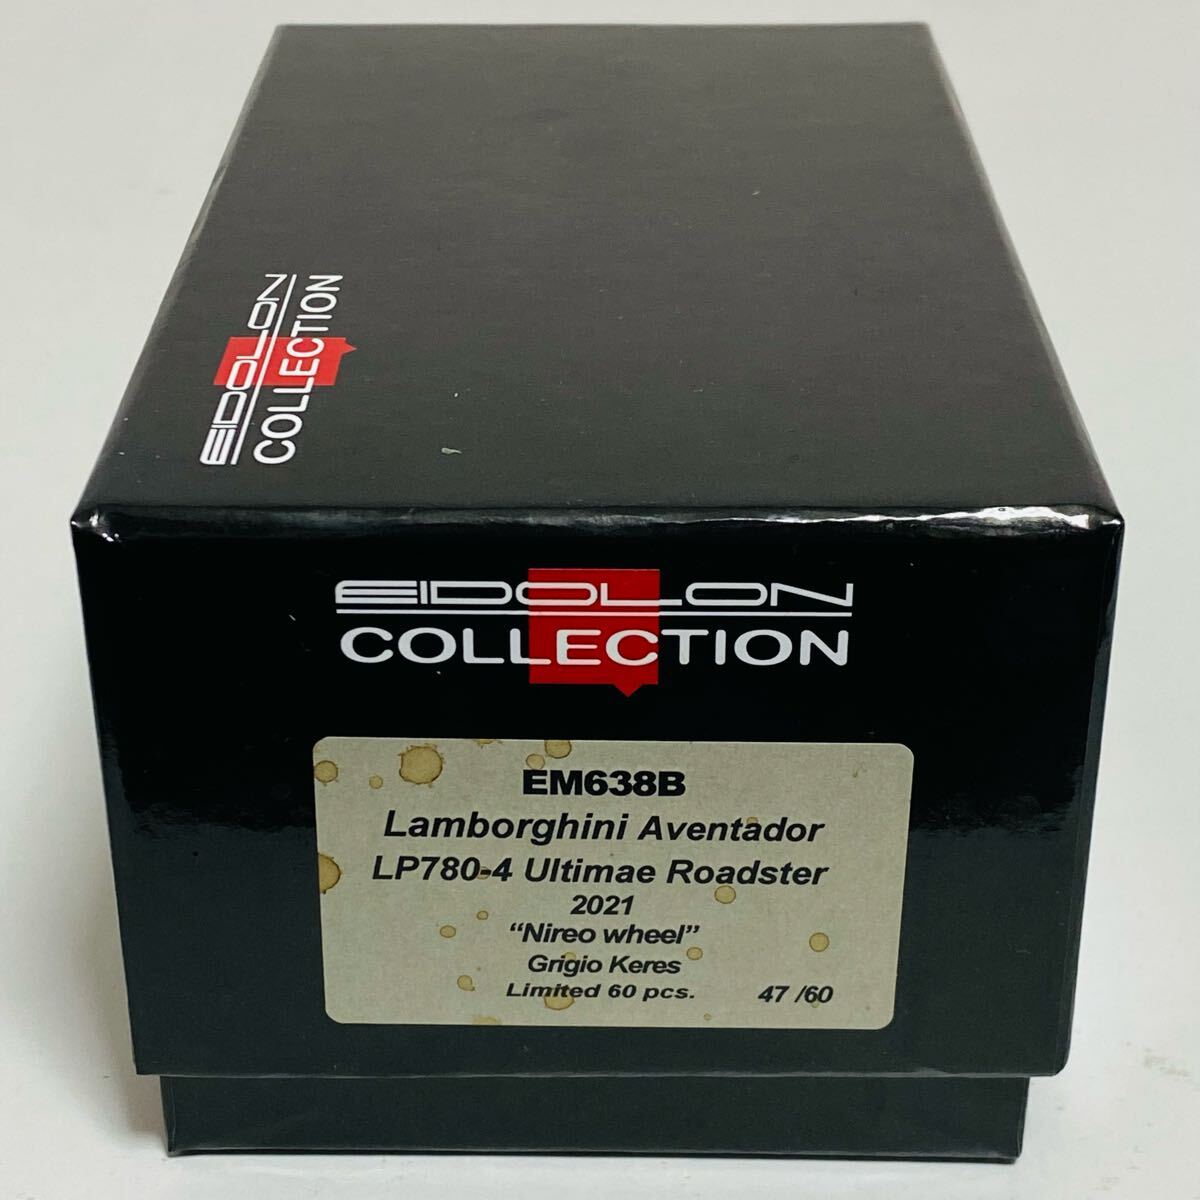 EIDOLON
COLLECTION
EIDOLON
COLLECTION
EM638B
Lamborghini Aventador
LP780-4 Ultimae Roadster
2021
“Nireo wheel”
Grigio Keres
Limited 60 pcs. 47 /60